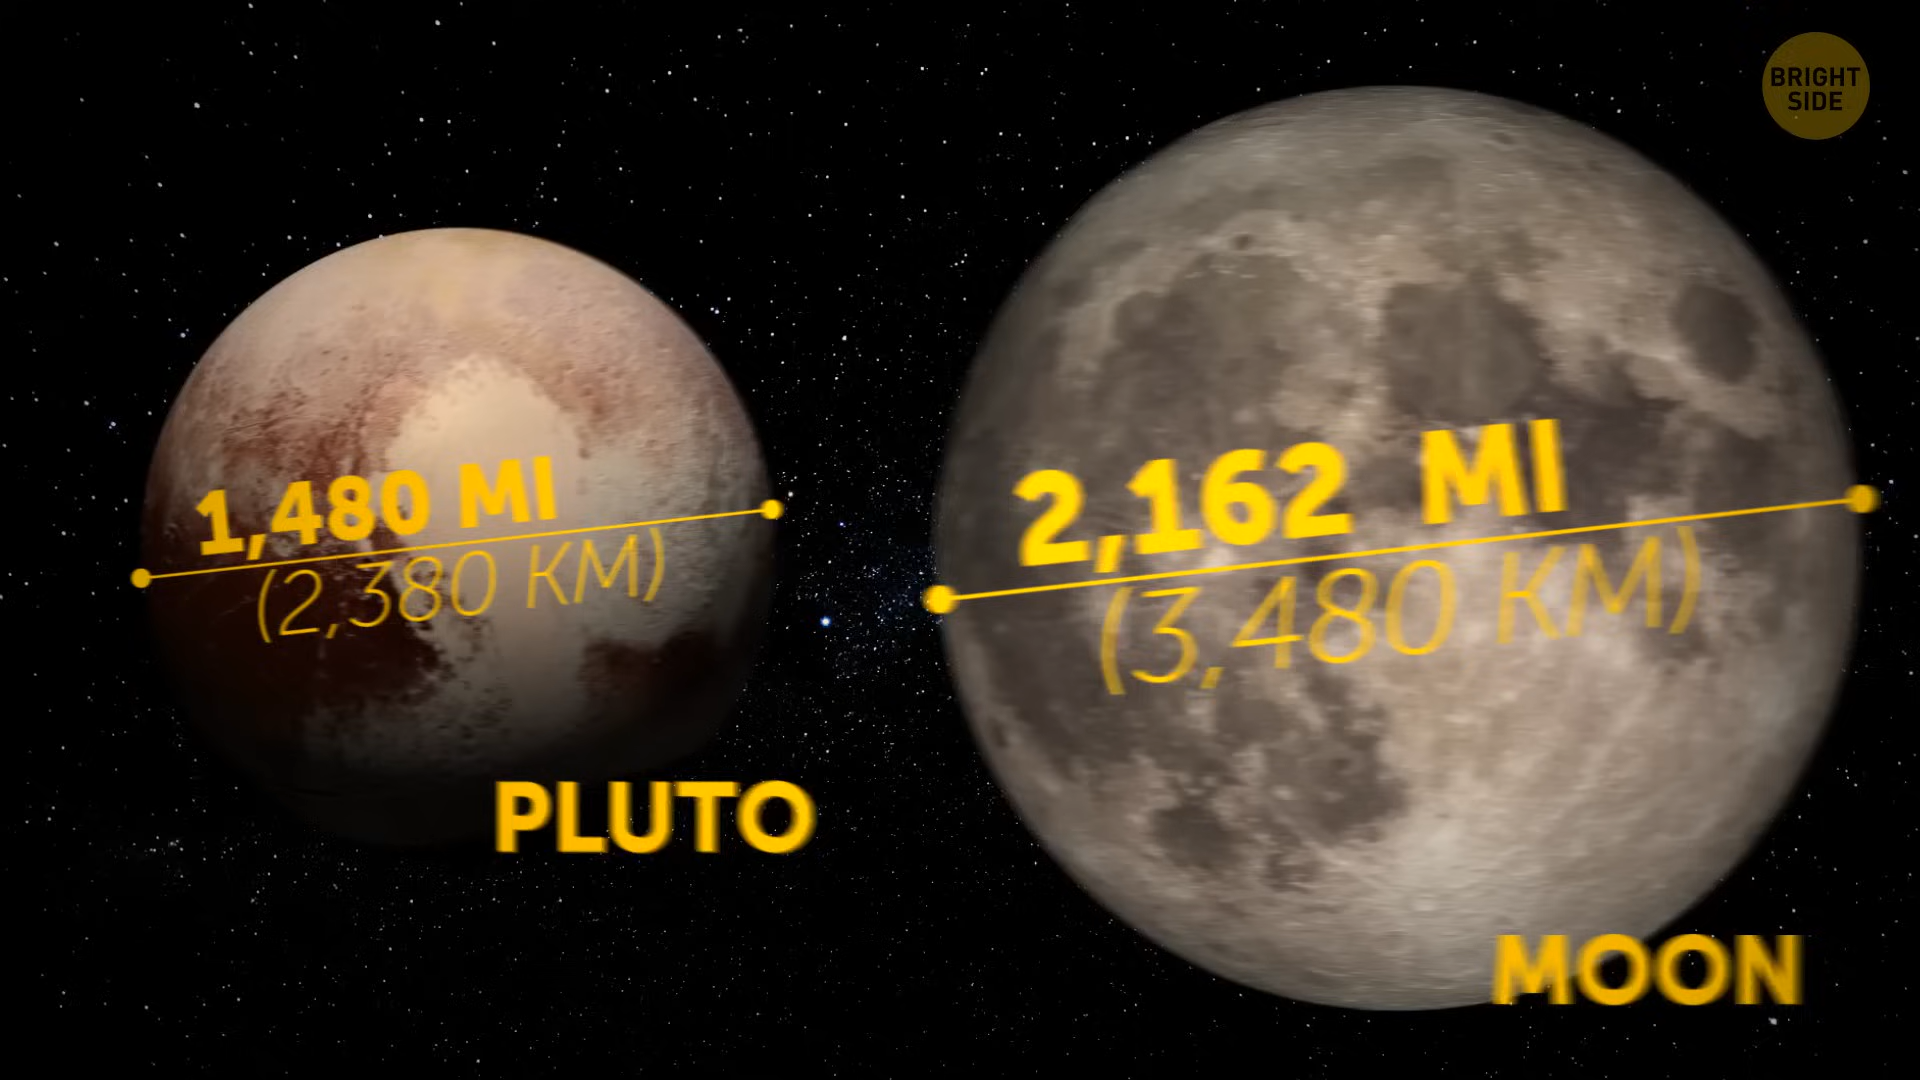 BRIGHT
SIDE
1,480 MI
(2,380 KM)
2,162 MI
(3,480 KM)
PLUTO
MOON